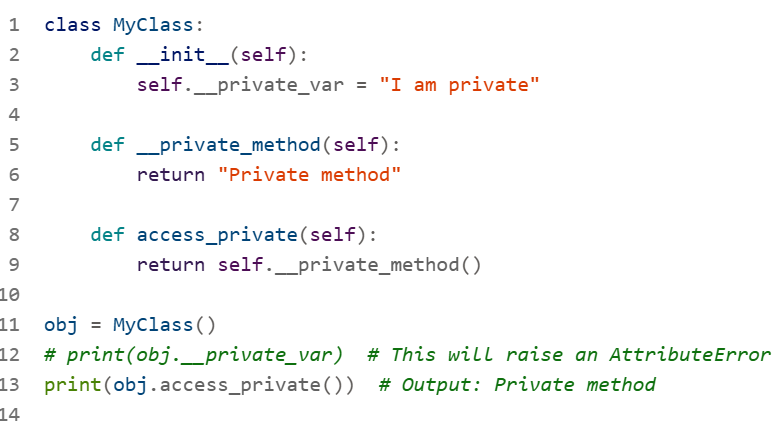 1 class MyClass:
2     def __init__(self):
3         self.__private_var = "I am private"
4
5     def __private_method(self):
6         return "Private method"
7
8     def access_private(self):
9         return self.__private_method()
10
11 obj = MyClass()
12 # print(obj.__private_var)  # This will raise an AttributeError
13 print(obj.access_private())  # Output: Private method
14